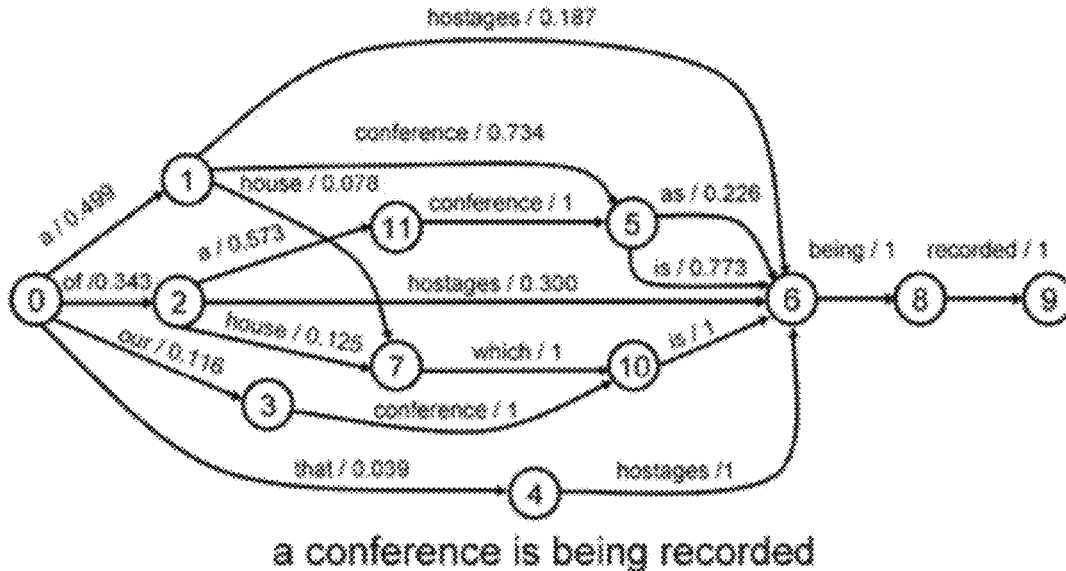 hostages / 0.187
conference / 0.734
house / 0.078
1
a / 0.499
a / 0.573
11
conference / 1
5
as / 0.226
is / 0.773
being / 1
recorded / 1
0
of /0.343
2
hostages / 0.300
6
8
9
house / 0.125
7
which / 1
10
is / 1
our / 0.116
3
conference / 1
that / 0.039
4
hostages /1
a conference is being recorded